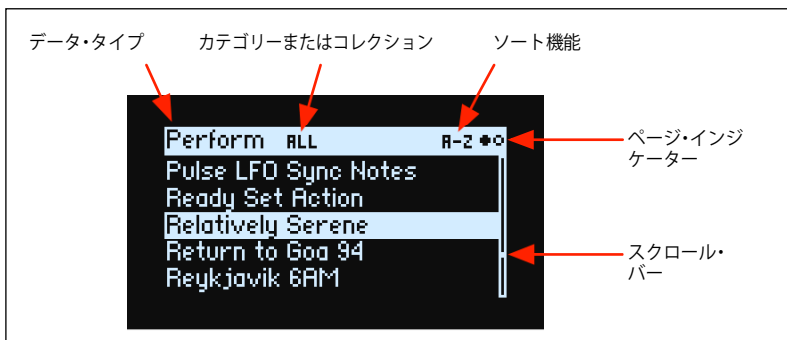 データ・タイプ
カテゴリーまたはコレクション
ソート機能
Perform ALL A-Z
ページ・インジ
ケーター
Pulse LFO Sync Notes
Ready Set Action
Relatively Serene
Return to Goa 94
Reykjavik 6AM
スクロール・
バー